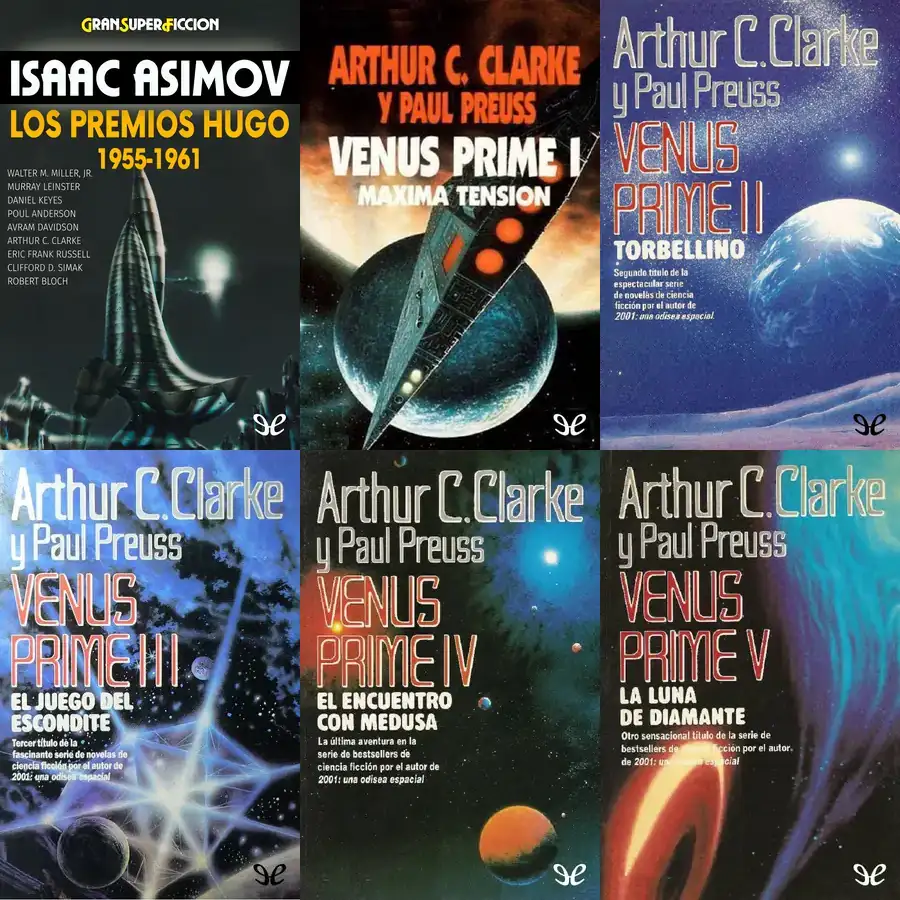 GRANSUPERFICCION
ISAAC ASIMOV
LOS PREMIOS HUGO
1955-1961
WALTER M. MILLER, JR.
MURRAY LEINSTER
DANIEL KEYES
POUL ANDERSON
AVRAM DAVIDSON
ARTHUR C. CLARKE
ERIC FRANK RUSSELL
CLIFFORD D. SIMAK
ROBERT BLOCH
ARTHUR C. CLARKE
Y PAUL PREUSS
VENUS PRIME I
MAXIMA TENSION
Arthur C. Clarke
y Paul Preuss
VENUS
PRIME II
TORBELLINO
Segundo título de la
espectacular serie
de novelas de ciencia
ficción por el autor de
2001: una odisea espacial.
Arthur C. Clarke
y Paul Preuss
VENUS
PRIME III
EL JUEGO DEL
ESCONDITE
Tercer título de la
fascinante serie de novelas de
ciencia ficción por el autor de
2001: una odisea espacial
Arthur C. Clarke
y Paul Preuss
VENUS
PRIME IV
EL ENCUENTRO
CON MEDUSA
La última aventura en la
serie de bestsellers de
ciencia ficción por el autor de
2001: una odisea espacial
Arthur C. Clarke
y Paul Preuss
VENUS
PRIME V
LA LUNA
DE DIAMANTE
Otro sensacional título de la serie de
bestsellers de ciencia ficción por el autor
de 2001: una odisea espacial